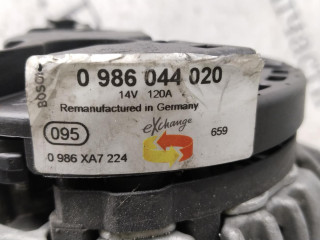 BOSCH
0 986 044 020
14V 120A
Remanufactured in Germany
095
eXchange
659
0 986 XA7 224